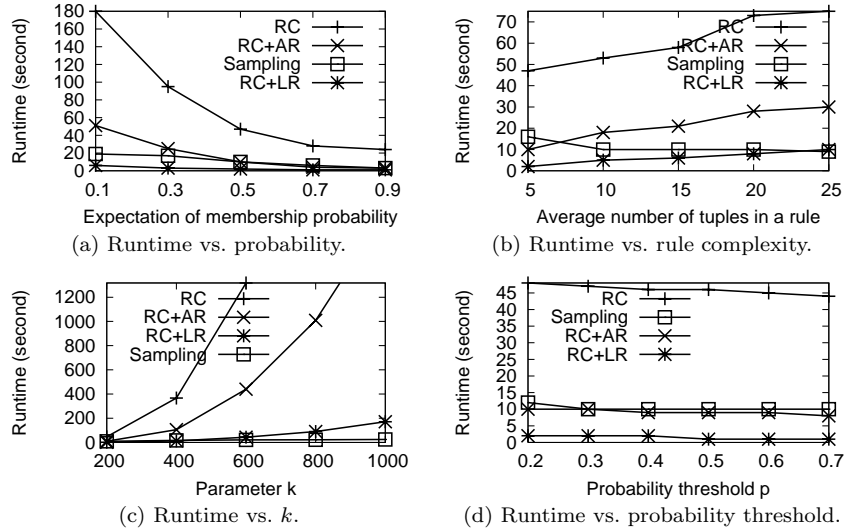 Runtime (second)
180
160
140
120
100
80
60
40
20
0
0.1 0.3 0.5 0.7 0.9
Expectation of membership probability
RC
RC+AR
Sampling
RC+LR
(a) Runtime vs. probability.
Runtime (second)
70
60
50
40
30
20
10
0
5 10 15 20 25
Average number of tuples in a rule
RC
RC+AR
Sampling
RC+LR
(b) Runtime vs. rule complexity.
Runtime (second)
1200
1000
800
600
400
200
0
200 400 600 800 1000
Parameter k
RC
RC+AR
RC+LR
Sampling
(c) Runtime vs. k.
Runtime (second)
45
40
35
30
25
20
15
10
5
0
0.2 0.3 0.4 0.5 0.6 0.7
Probability threshold p
RC
Sampling
RC+AR
RC+LR
(d) Runtime vs. probability threshold.